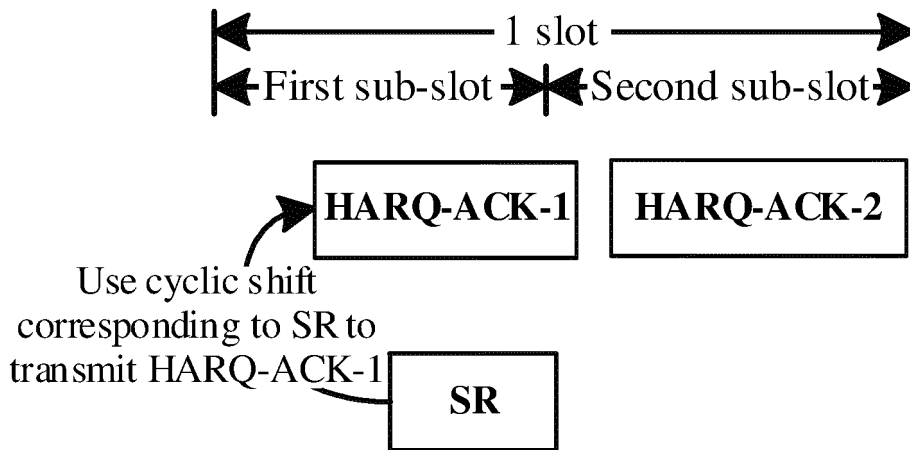 1 slot
First sub-slot
Second sub-slot
HARQ-ACK-1
HARQ-ACK-2
Use cyclic shift
corresponding to SR to
transmit HARQ-ACK-1
SR